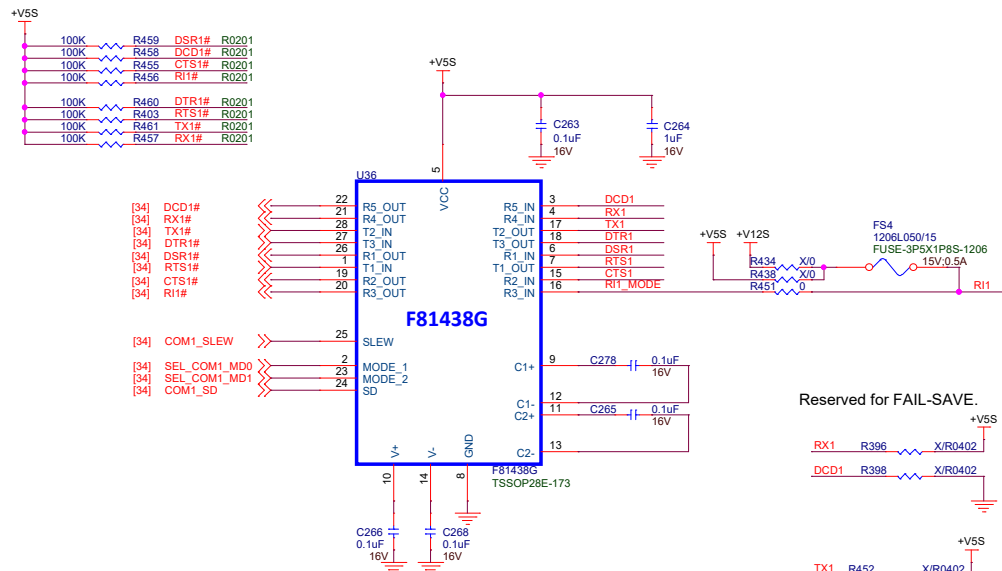 +V5S
100K R459 DSR1# R0201
100K R458 DCD1# R0201
100K R455 CTS1# R0201
100K R456 RI1# R0201
100K R460 DTR1# R0201
100K R403 RTS1# R0201
100K R461 TX1# R0201
100K R457 RX1# R0201
+V5S
C263
0.1uF
16V
C264
1uF
16V
U36
5
VCC
[34] DCD1# 22 R5_OUT R5_IN 3 DCD1
[34] RX1# 21 R4_OUT R4_IN 4 RX1
[34] TX1# 28 T2_IN T2_OUT 17 TX1
[34] DTR1# 27 T3_IN T3_OUT 18 DTR1
[34] DSR1# 26 R1_OUT R1_IN 6 DSR1
[34] RTS1# 1 T1_IN T1_OUT 7 RTS1
[34] CTS1# 19 R2_OUT R2_IN 15 CTS1
[34] RI1# 20 R3_OUT R3_IN 16 RI1_MODE
+V5S +V12S
R434 X/0
R438 X/0
R451 0
FS4
1206L050/15
FUSE-3P5X1P8S-1206
15V;0.5A
RI1
F81438G
[34] COM1_SLEW 25 SLEW
[34] SEL_COM1_MD0 2 MODE_1
[34] SEL_COM1_MD1 23 MODE_2
[34] COM1_SD 24 SD
C1+ 9 C278 0.1uF
16V
C1- 12
C2+ 11 C265 0.1uF
16V
C2- 13
V+ V- GND
10 14 8
F81438G
TSSOP28E-173
C266
0.1uF
16V
C268
0.1uF
16V
Reserved for FAIL-SAVE.
+V5S
RX1 R396 X/R0402
DCD1 R398 X/R0402
+V5S
TX1 R452 X/R0402